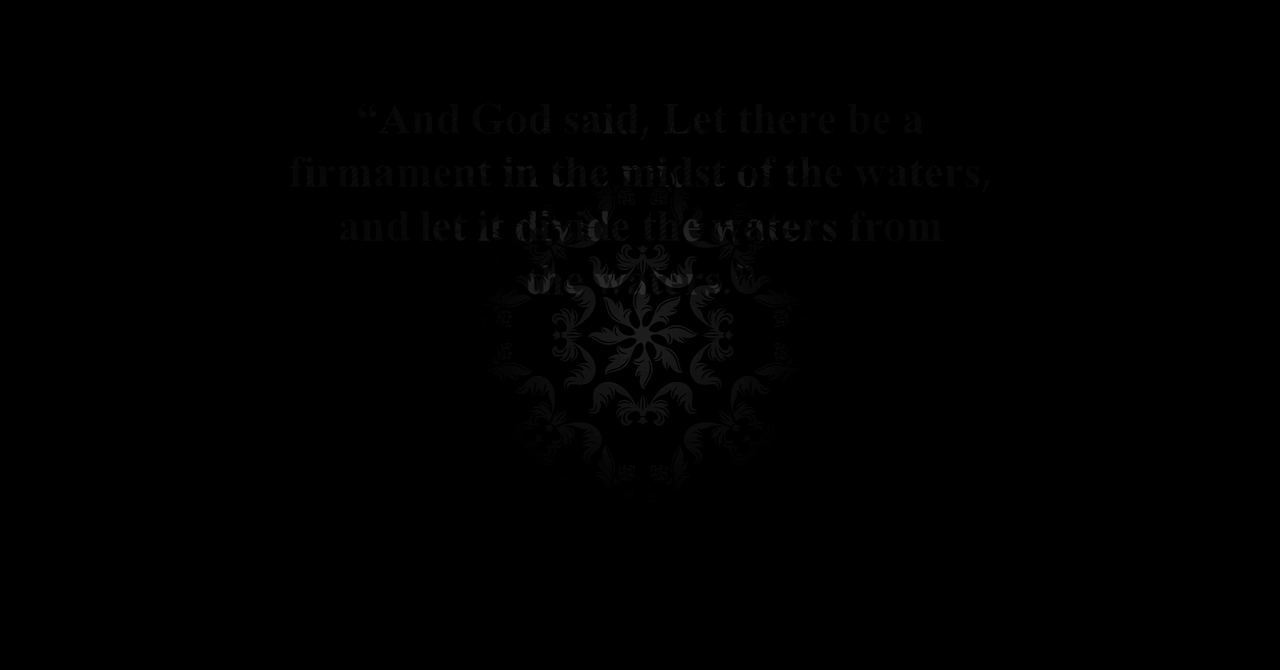 “And God said, Let there be a
firmament in the midst of the waters,
and let it divide the waters from
the waters.”